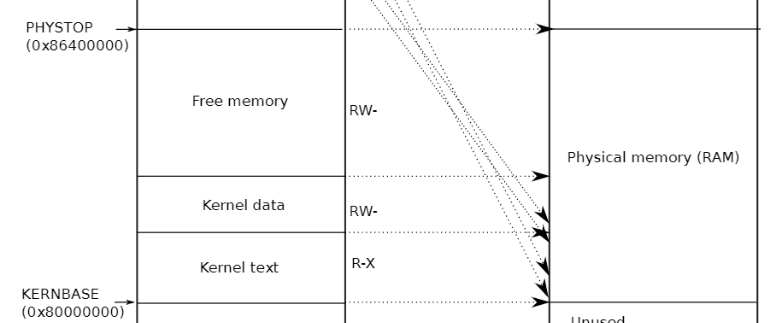 PHYSTOP
(0x86400000)
Free memory
RW-
Physical memory (RAM)
Kernel data
RW-
Kernel text
R-X
KERNBASE
(0x80000000)
Unused